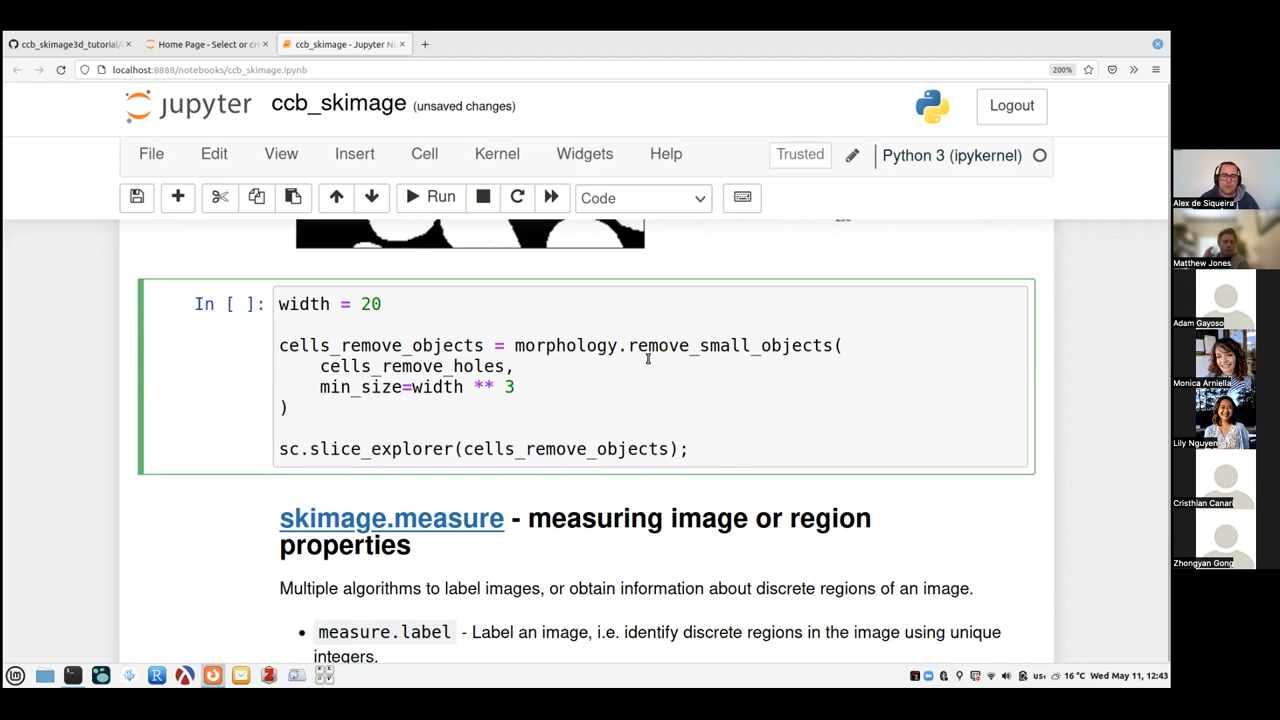 ccb_skimage3d_tutorial/
Home Page - Select or cre
ccb_skimage - Jupyter No
localhost:8888/notebooks/ccb_skimage.ipynb
200%
jupyter
ccb_skimage (unsaved changes)
Logout
File Edit View Insert Cell Kernel Widgets Help
Trusted
Python 3 (ipykernel)
Run
Code
In [ ]:
width = 20
cells_remove_objects = morphology.remove_small_objects(
cells_remove_holes,
min_size=width ** 3
)
sc.slice_explorer(cells_remove_objects);
skimage.measure - measuring image or region
properties
Multiple algorithms to label images, or obtain information about discrete regions of an image.
• measure.label - Label an image, i.e. identify discrete regions in the image using unique
integers.
16 °C Wed May 11, 12:43
Alex de Siqueira
Matthew Jones
Adam Gayoso
Monica Arniella
Lily Nguyen
Cristhian Canari
Zhongyan Gong